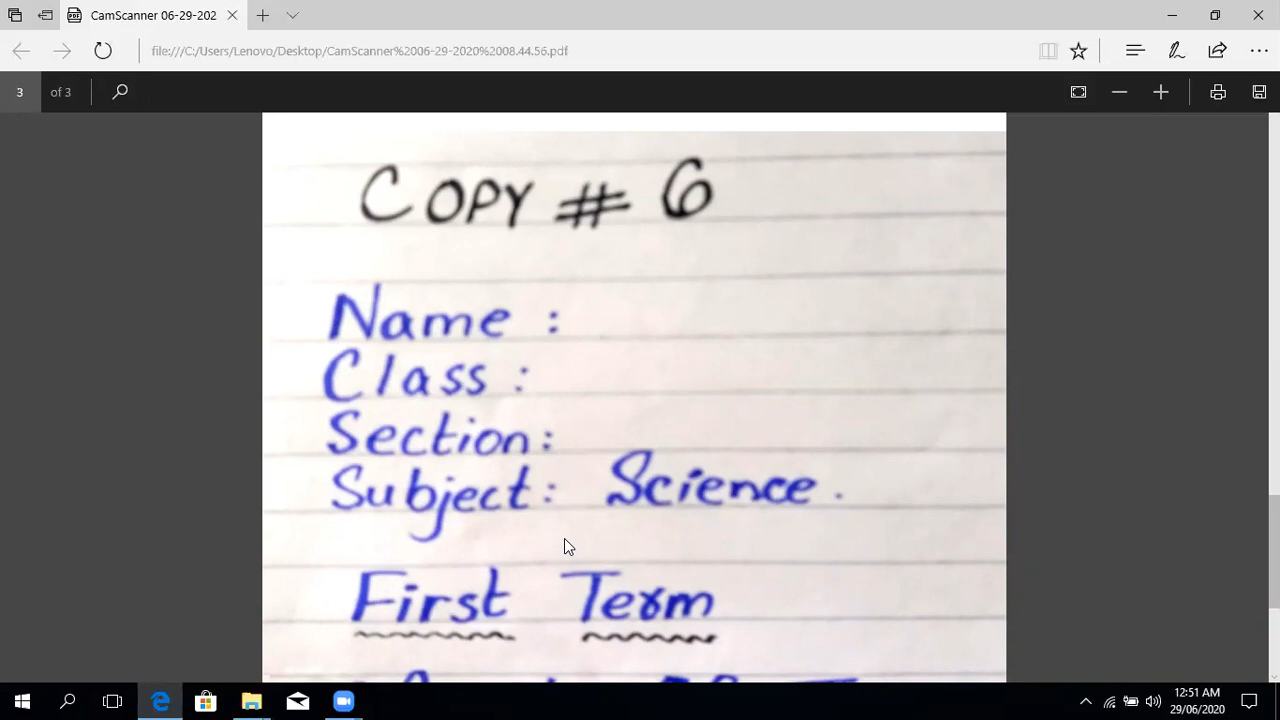 CamScanner 06-29-202
file:///C:/Users/Lenovo/Desktop/CamScanner%2006-29-2020%2008.44.56.pdf
3 of 3
COPY # 6
Name :
Class :
Section:
Subject: Science.
First Term
12:51 AM
29/06/2020